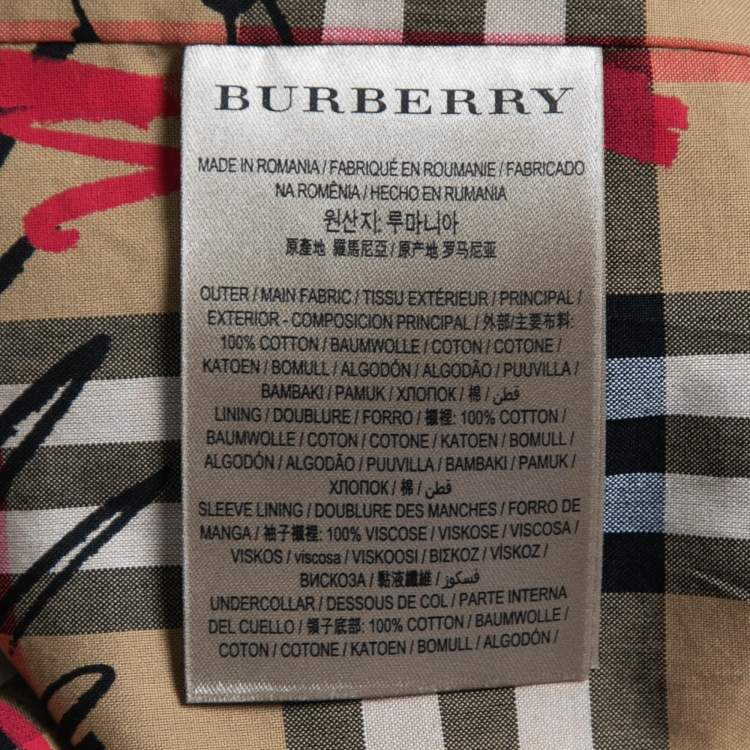 BURBERRY
MADE IN ROMANIA / FABRIQUÉ EN ROUMANIE / FABRICADO
NA ROMÊNIA / HECHO EN RUMANIA
원산지: 루마니아
原產地 羅馬尼亞 / 原产地 罗马尼亚
OUTER / MAIN FABRIC / TISSU EXTÉRIEUR / PRINCIPAL /
EXTERIOR - COMPOSICION PRINCIPAL / 外部/主要布料:
100% COTTON / BAUMWOLLE / COTON / COTONE /
KATOEN / BOMULL / ALGODÓN / ALGODÃO / PUUVILLA /
BAMBAKI / PAMUK / ХЛОПОК / 棉 / قطن /
LINING / DOUBLURE / FORRO / 襯裡: 100% COTTON /
BAUMWOLLE / COTON / COTONE / KATOEN / BOMULL /
ALGODÓN / ALGODÃO / PUUVILLA / BAMBAKI / PAMUK /
ХЛОПОК / 棉 / قطن /
SLEEVE LINING / DOUBLURE DES MANCHES / FORRO DE
MANGA / 袖子襯裡: 100% VISCOSE / VISKOSE / VISCOSA /
VISKOS / viscosa / VISKOOSI / ΒΙΣΚΟΖ / VİSKOZ /
ВИСКОЗА / 黏液纖維 / فسكوز /
UNDERCOLLAR / DESSOUS DE COL / PARTE INTERNA
DEL CUELLO / 領子底部: 100% COTTON / BAUMWOLLE /
COTON / COTONE / KATOEN / BOMULL / ALGODÓN /